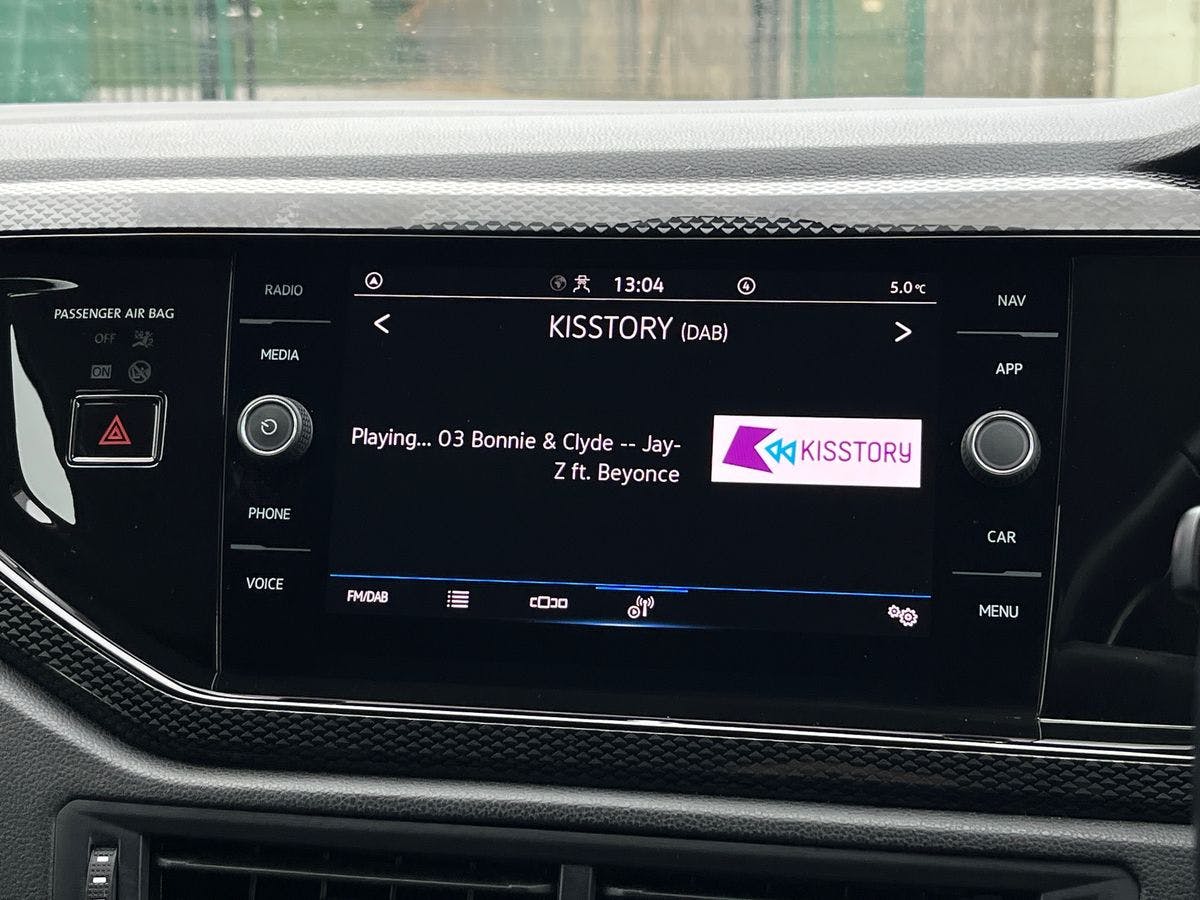 PASSENGER AIR BAG
OFF
ON
RADIO
MEDIA
PHONE
VOICE
13:04
4
5.0°C
< KISSTORY (DAB) >
Playing... 03 Bonnie & Clyde -- Jay-
Z ft. Beyonce
KISSTORY
FM/DAB
NAV
APP
CAR
MENU